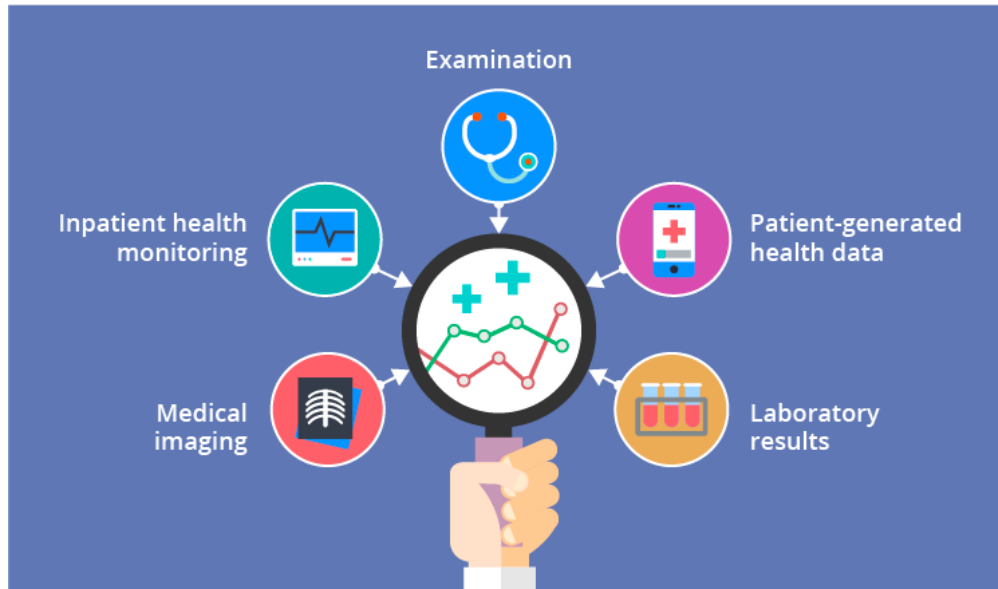 Examination
Inpatient health
monitoring
Patient-generated
health data
Medical
imaging
Laboratory
results